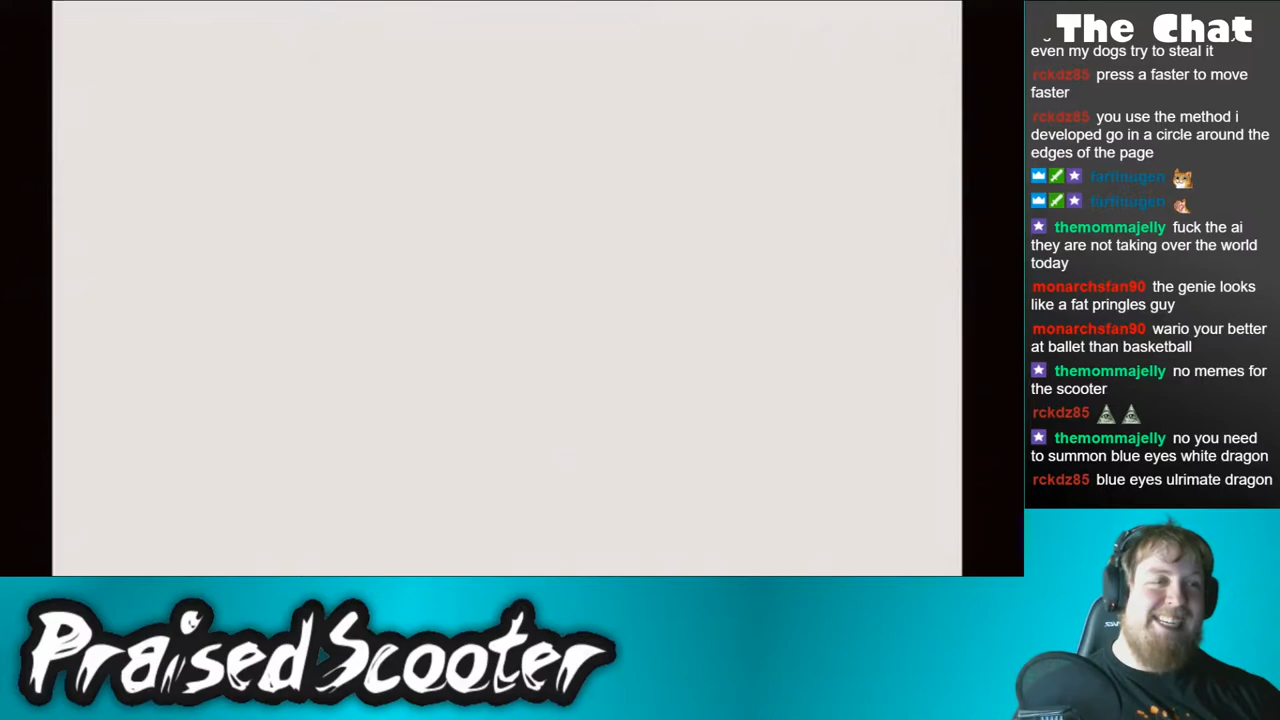 The Chat
even my dogs try to steal it
rckdz85 press a faster to move
faster
rckdz85 you use the method i
developed go in a circle around the
edges of the page
farfinugen
farfinugen
themommajelly fuck the ai
they are not taking over the world
today
monarchsfan90 the genie looks
like a fat pringles guy
monarchsfan90 wario your better
at ballet than basketball
themommajelly no memes for
the scooter
rckdz85
themommajelly no you need
to summon blue eyes white dragon
rckdz85 blue eyes ulrimate dragon
PraisedScooter